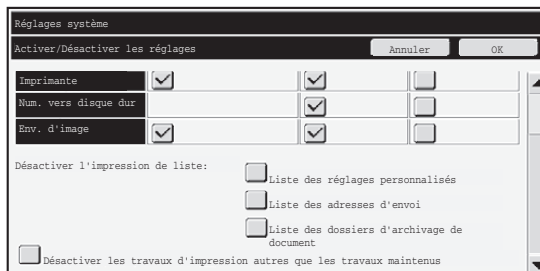 Réglages système
Activer/Désactiver les réglages
Annuler
OK
Imprimante
Num. vers disque dur
Env. d'image
Désactiver l'impression de liste:
Liste des réglages personnalisés
Liste des adresses d'envoi
Liste des dossiers d'archivage de
document
Désactiver les travaux d'impression autres que les travaux maintenus